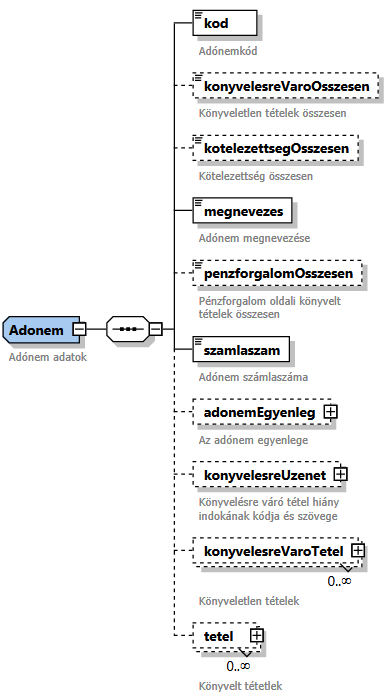 kod
Adónemkód
konyvelesreVaroOsszesen
Könyveletlen tételek összesen
kotelezettsegOsszesen
Kötelezettség összesen
megnevezes
Adónem megnevezése
penzforgalomOsszesen
Pénzforgalom oldali könyvelt
tételek összesen
Adonem
Adónem adatok
szamlaszam
Adónem számlaszáma
adonemEgyenleg
Az adónem egyenlege
konyvelesreUzenet
Könyvelésre váró tétel hiány
indokának kódja és szövege
konyvelesreVaroTetel
0..∞
Könyveletlen tételek
tetel
0..∞
Könyvelt tétetlek